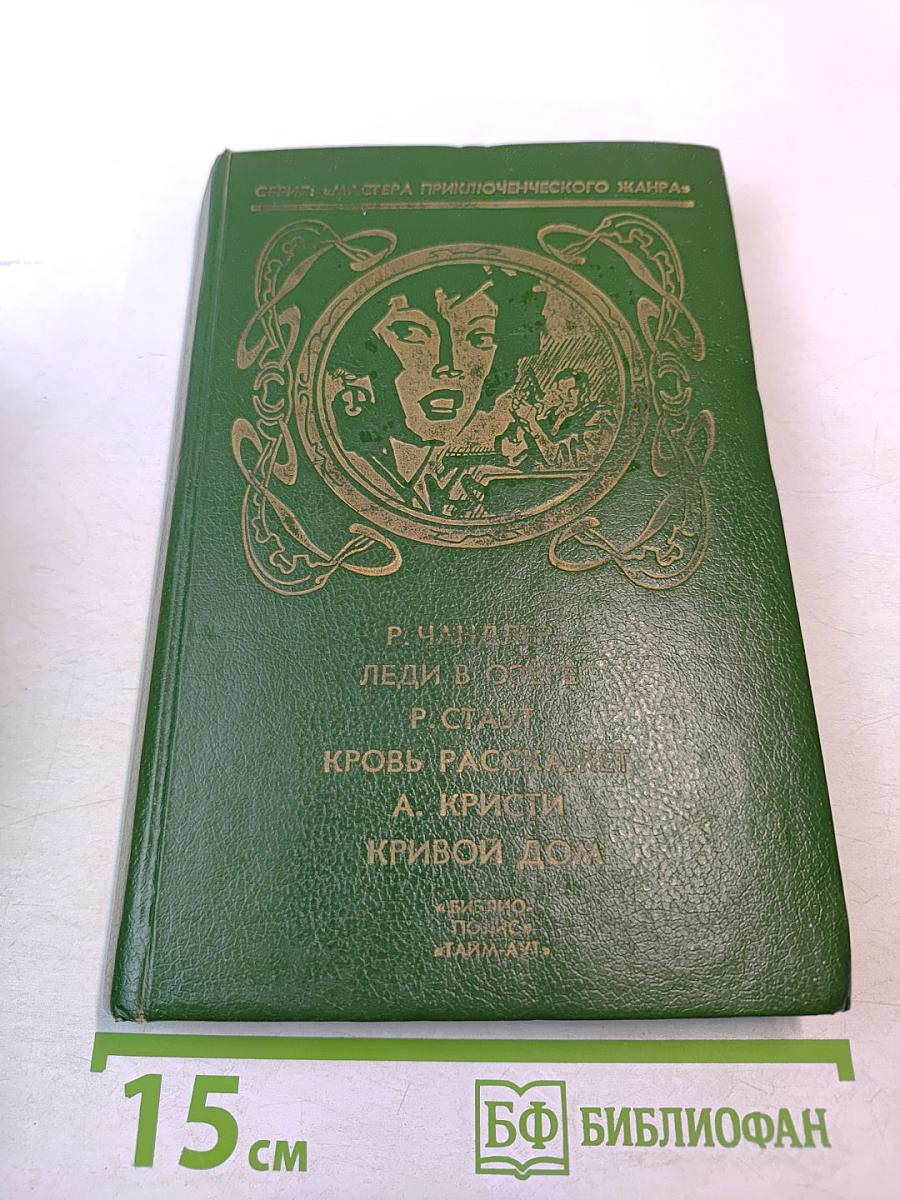 СЕРИЯ: «МАСТЕРА ПРИКЛЮЧЕНЧЕСКОГО ЖАНРА»
Р. ЧАНДЛЕР
ЛЕДИ В ОЗЕРЕ
Р. СТАУТ
КРОВЬ РАССКАЖЕТ
А. КРИСТИ
КРИВОЙ ДОМ
«БИБЛИО-
ПОЛИС»
«ТАЙМ-АУТ»
15 см
БФ БИБЛИОФАН